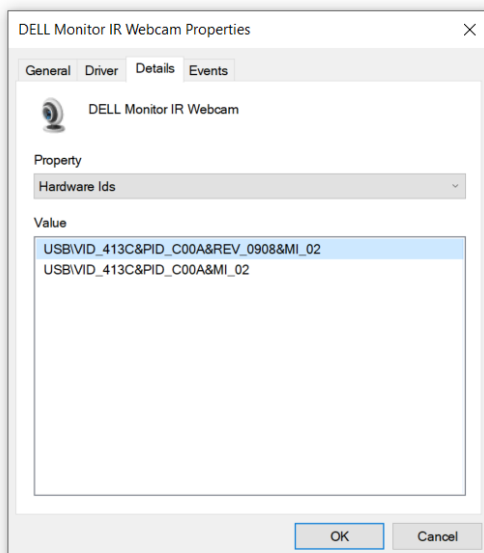 DELL Monitor IR Webcam Properties
General Driver Details Events
DELL Monitor IR Webcam
Property
Hardware Ids
Value
USB\VID_413C&PID_C00A&REV_0908&MI_02
USB\VID_413C&PID_C00A&MI_02
OK Cancel